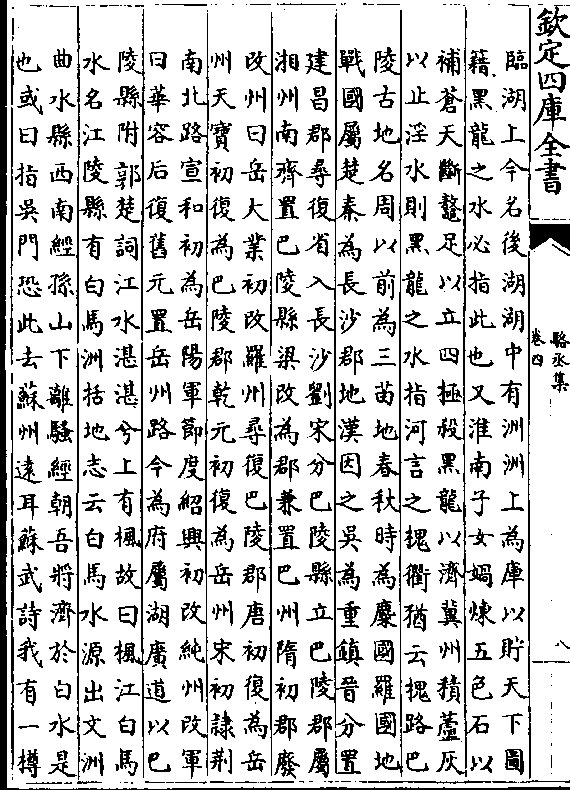 欽定四庫全書
駱丞集
卷四
八
臨湖上今名後湖湖中有洲洲上為庫以貯天下圖
籍黑龍之水必指此也又淮南子女媧煉五色石以
補蒼天斷鼇足以立四極殺黑龍以濟冀州積蘆灰
以止淫水則黑龍之水指河言之槐衢猶云槐路巴
陵古地名周以前為三苗地春秋時為麋國羅國地
戰國屬楚秦為長沙郡地漢因之吳為重鎮晉分置
建昌郡尋復省入長沙劉宋分巴陵縣立巴陵郡屬
湘州南齊置巴陵縣梁改為郡兼置巴州隋初郡廢
改州曰岳大業初改羅州尋復巴陵郡唐初復為岳
州天寶初復為巴陵郡乾元初復為岳州宋初隸荆
南北路宣和初為岳陽軍節度紹興初改純州改軍
曰華容后復舊元置岳州路今為府屬湖廣道以巴
陵縣附郭楚詞江水湛湛兮上有楓故曰楓江白馬
水名江陵縣有白馬洲括地志云白馬水源出文洲
曲水縣西南經孫山下離騷經朝吾將濟於白水是
也或曰指吳門恐此去蘇州遠耳蘇武詩我有一樽